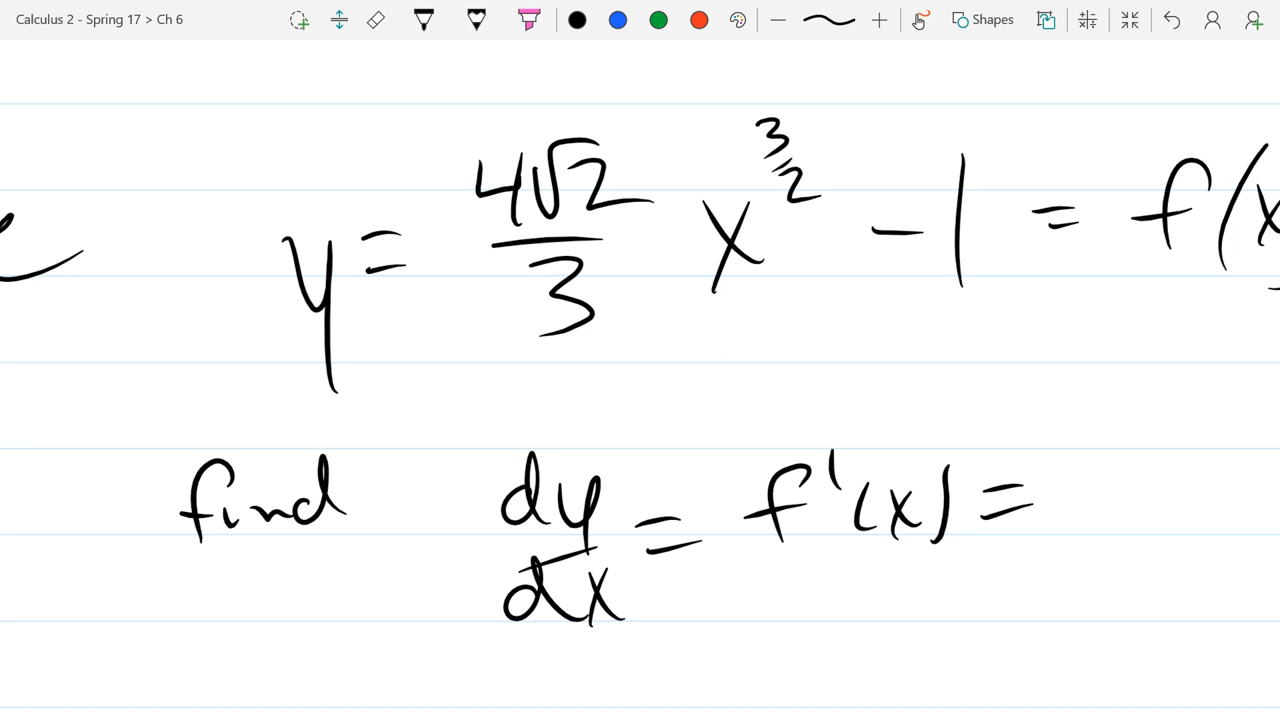 Calculus 2 - Spring 17 > Ch 6
Shapes
y = 4√2/3 x^(3/2) - 1 = f(x
find dy/dx = f'(x) =